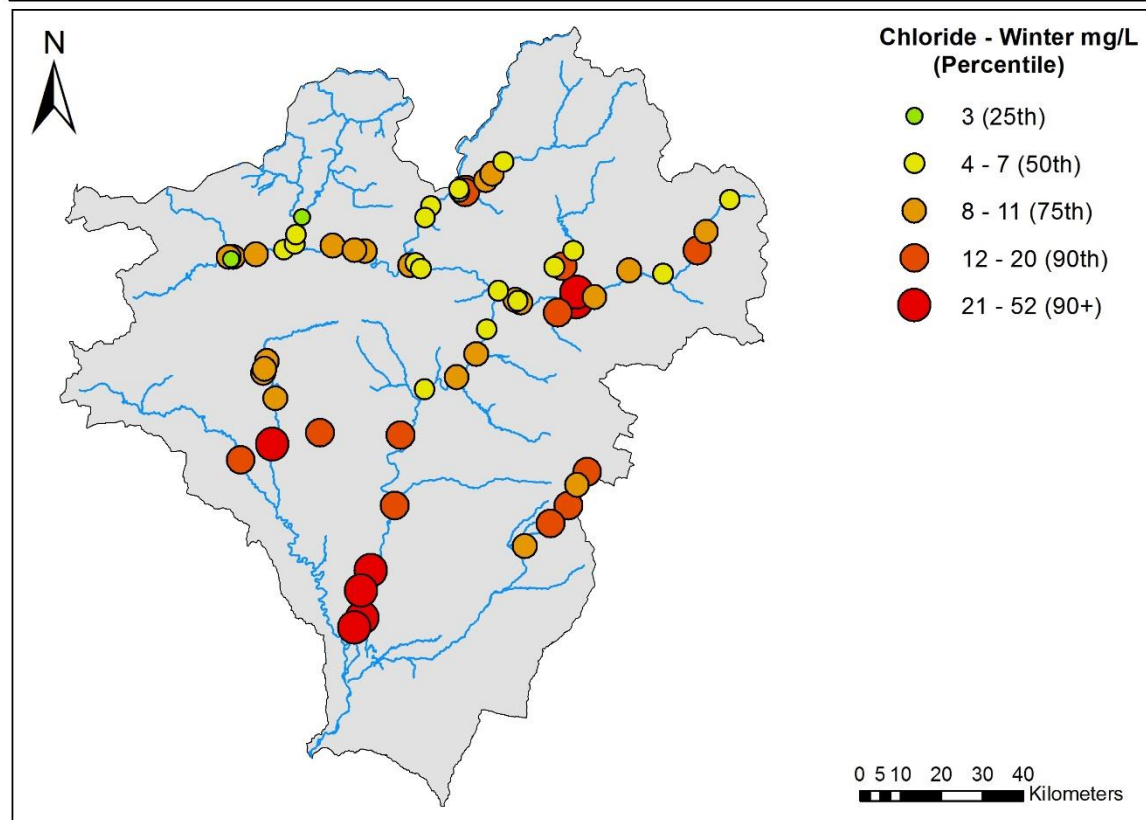 N
Chloride - Winter mg/L
(Percentile)
3 (25th)
4 - 7 (50th)
8 - 11 (75th)
12 - 20 (90th)
21 - 52 (90+)
0 5 10 20 30 40
Kilometers